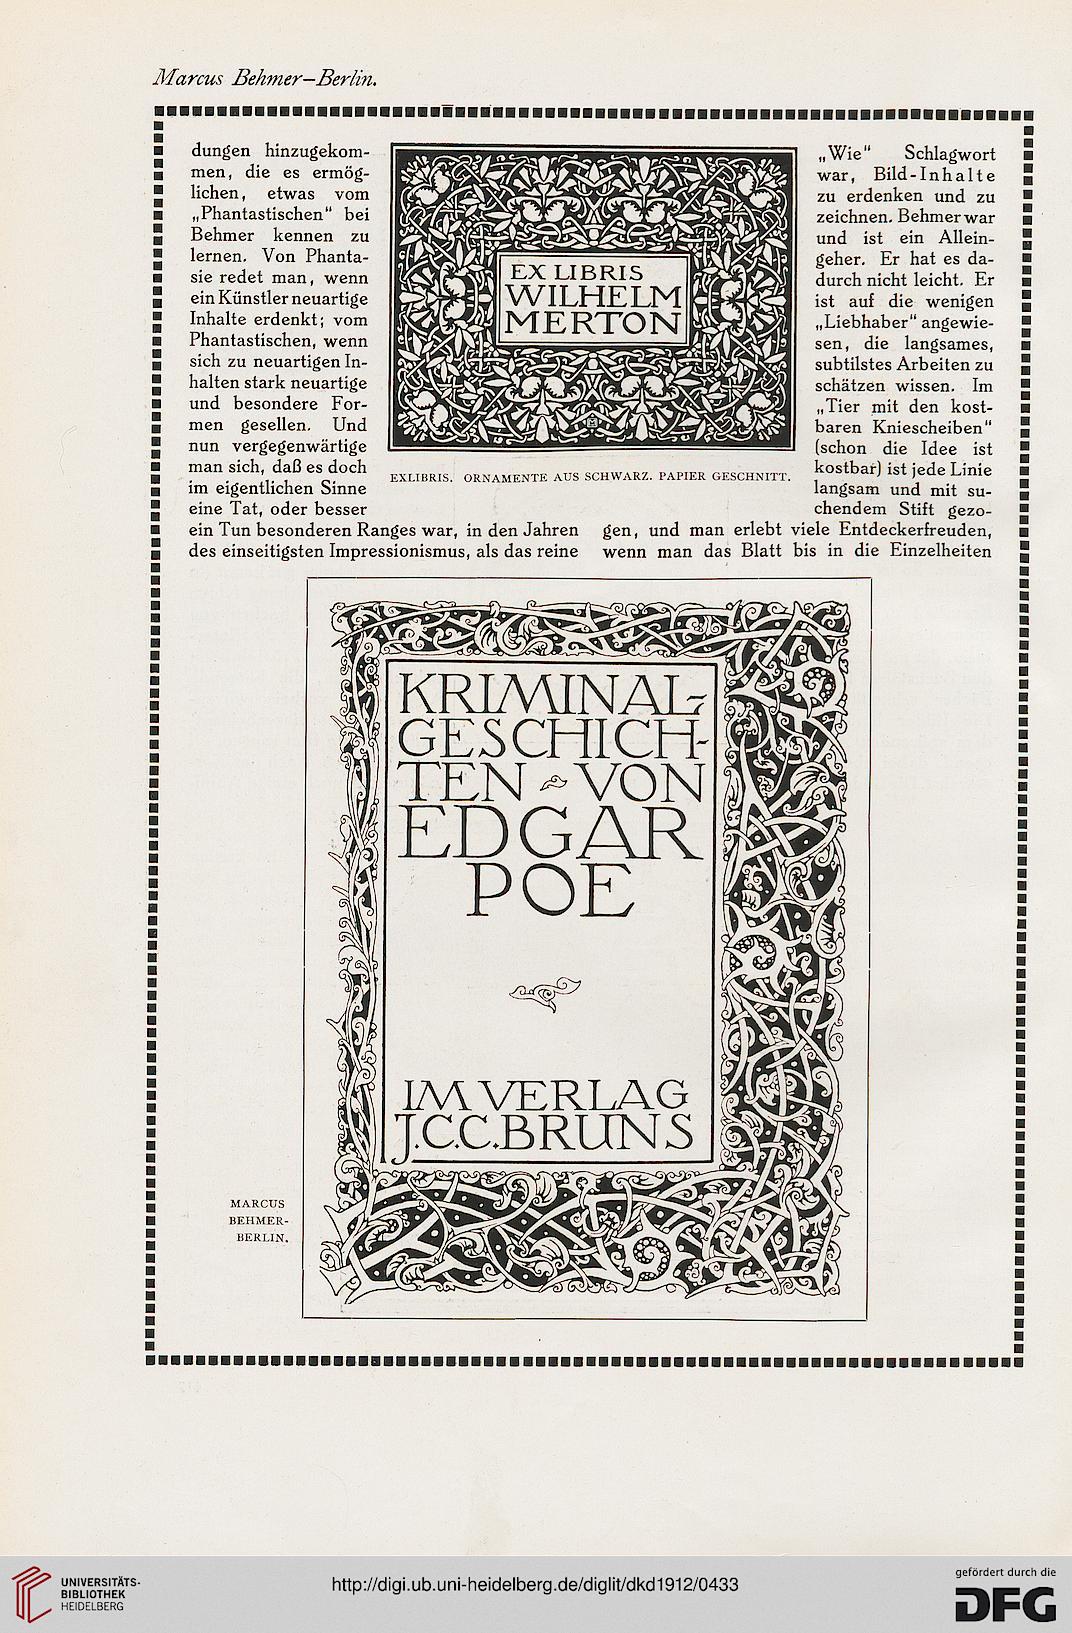 Marcus Behmer—Berlin.
dungen hinzugekom-
men, die es ermög-
lichen, etwas vom
„Phantastischen“ bei
Behmer kennen zu
lernen. Von Phanta-
sie redet man, wenn
ein Künstler neuartige
Inhalte erdenkt; vom
Phantastischen, wenn
sich zu neuartigen In-
halten stark neuartige
und besondere For-
men gesellen. Und
nun vergegenwärtige
man sich, daß es doch
im eigentlichen Sinne
eine Tat, oder besser
ein Tun besonderen Ranges war, in den Jahren
des einseitigsten Impressionismus, als das reine
EX LIBRIS
WILHELM
MERTON
EXLIBRIS. ORNAMENTE AUS SCHWARZ. PAPIER GESCHNITT.
„Wie“ Schlagwort
war, Bild-Inhalte
zu erdenken und zu
zeichnen. Behmer war
und ist ein Allein-
geher. Er hat es da-
durch nicht leicht. Er
ist auf die wenigen
„Liebhaber“ angewie-
sen, die langsames,
subtilstes Arbeiten zu
schätzen wissen. Im
„Tier mit den kost-
baren Kniescheiben“
(schon die Idee ist
kostbar) ist jede Linie
langsam und mit su-
chendem Stift gezo-
gen, und man erlebt viele Entdeckerfreuden,
wenn man das Blatt bis in die Einzelheiten
KRIMINAL-
GESCHICH-
TEN VON
EDGAR
POE
IM VERLAG
J.C.C.BRUNS
MARCUS
BEHMER-
BERLIN.
UNIVERSITÄTS-
BIBLIOTHEK
HEIDELBERG
http://digi.ub.uni-heidelberg.de/diglit/dkd1912/0433
gefördert durch die
DFG